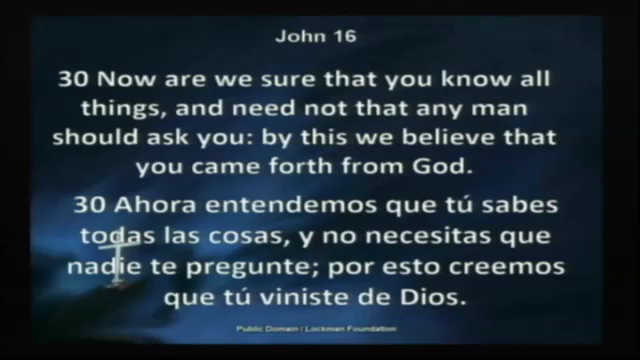 John 16
30 Now are we sure that you know all
things, and need not that any man
should ask you: by this we believe that
you came forth from God.
30 Ahora entendemos que tú sabes
todas las cosas, y no necesitas que
nadie te pregunte; por esto creemos
que tú viniste de Dios.
Public Domain / Lockman Foundation